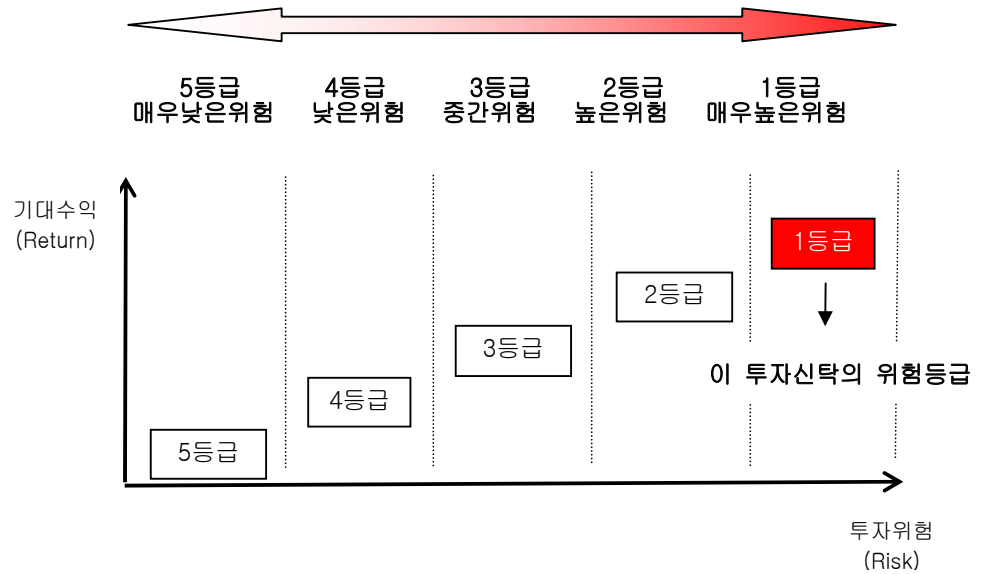 5등급 4등급 3등급 2등급 1등급
매우낮은위험 낮은위험 중간위험 높은위험 매우높은위험
기대수익
(Return)
1등급
2등급
3등급
이 투자신탁의 위험등급
4등급
5등급
투자위험
(Risk)